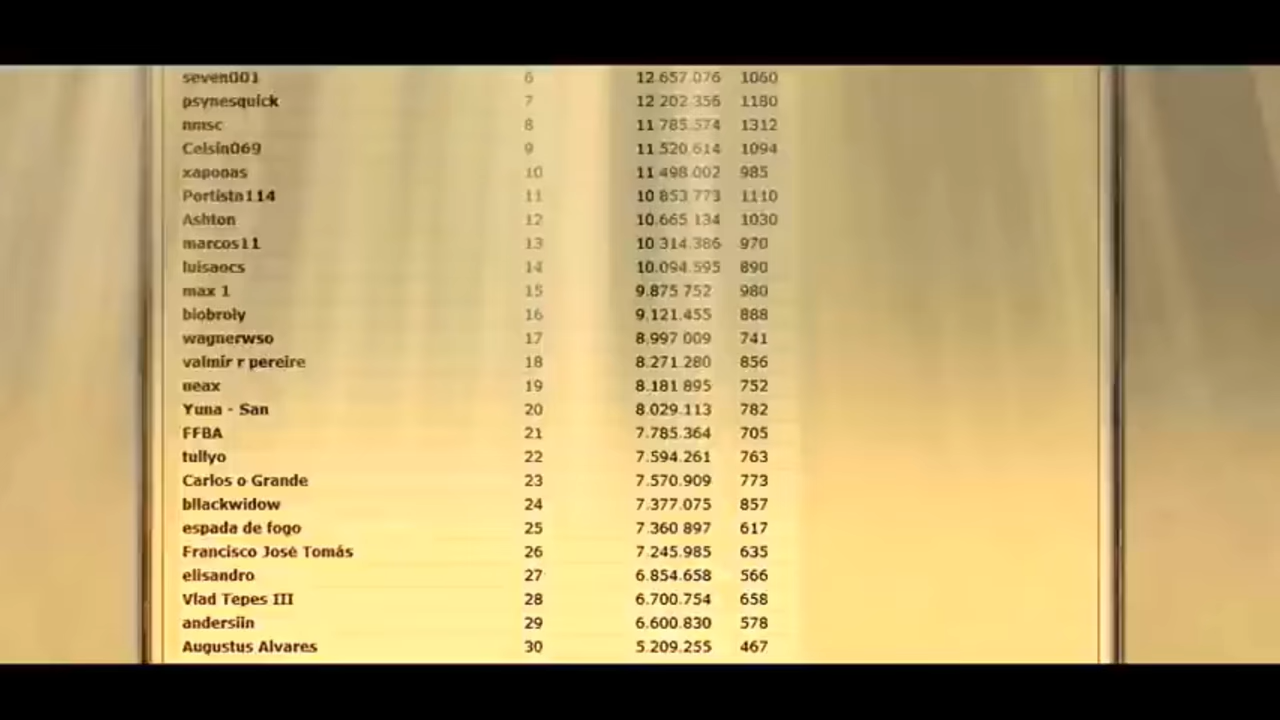 seven001 6 12.657.076 1060
psynesquick 7 12 202.356 1180
nmsc 8 11 785.574 1312
Celsin069 9 11.520.614 1094
xapooas 10 11 498.002 985
Portista114 11 10 853.773 1110
Ashton 12 10.665 134 1030
marcos11 13 10 314.386 970
luisaocs 14 10.094.595 890
max 1 15 9.875 752 980
biobroly 16 9.121.455 888
wagnerwso 17 8.997 009 741
valmir r pereire 18 8.271.280 856
ueax 19 8.181 895 752
Yuna - San 20 8.029.113 782
FFBA 21 7.785.364 705
tullyo 22 7.594.261 763
Carlos o Grande 23 7.570.909 773
bllackwidow 24 7.377.075 857
espada de fogo 25 7.360 897 617
Francisco José Tomás 26 7.245.985 635
elisandro 27 6.854.658 566
Vlad Tepes III 28 6.700.754 658
andersiin 29 6.600.830 578
Augustus Alvares 30 5.209.255 467